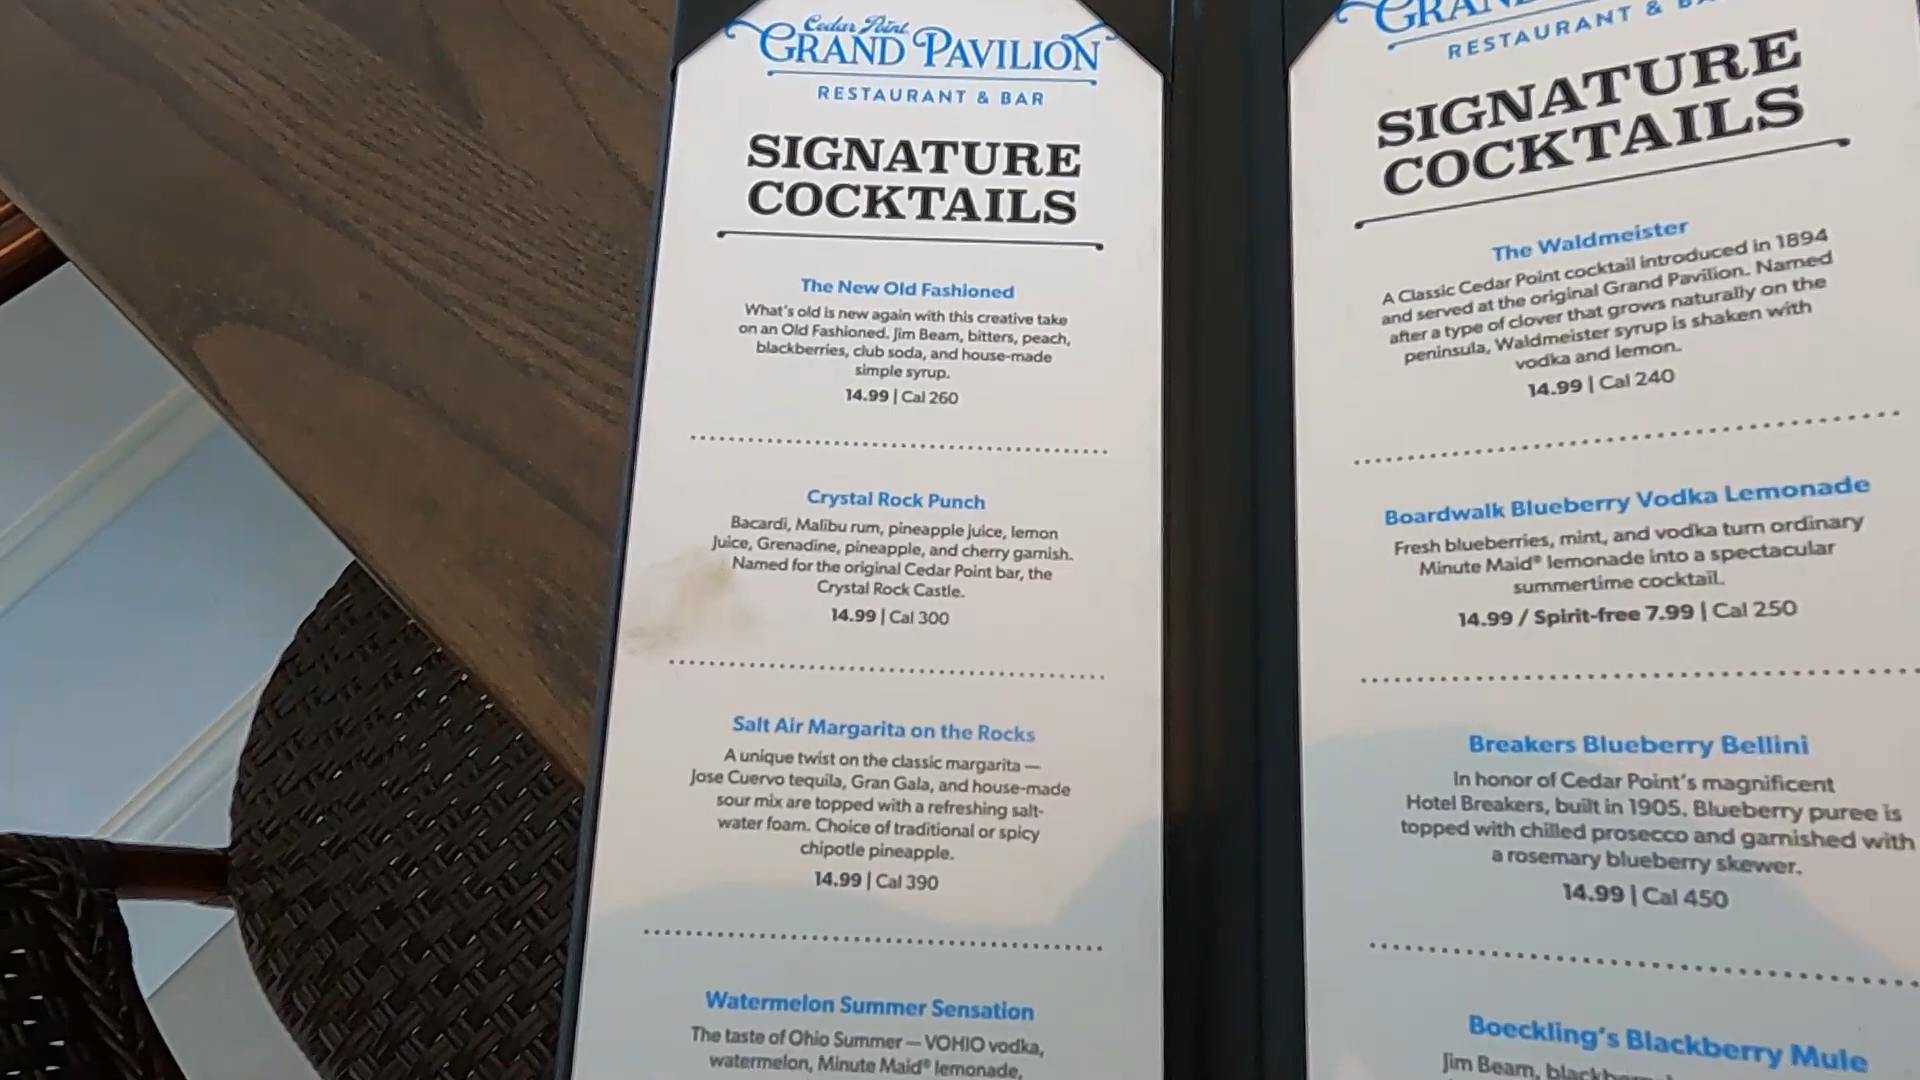 Cedar Point
GRAND PAVILION
RESTAURANT & BAR
SIGNATURE
COCKTAILS
The New Old Fashioned
What's old is new again with this creative take
on an Old Fashioned. Jim Beam, bitters, peach,
blackberries, club soda, and house-made
simple syrup.
14.99 | Cal 260
Crystal Rock Punch
Bacardi, Malibu rum, pineapple juice, lemon
Juice, Grenadine, pineapple, and cherry garnish.
Named for the original Cedar Point bar, the
Crystal Rock Castle.
14.99 | Cal 300
Salt Air Margarita on the Rocks
A unique twist on the classic margarita —
Jose Cuervo tequila, Gran Gala, and house-made
sour mix are topped with a refreshing salt-
water foam. Choice of traditional or spicy
chipotle pineapple.
14.99 | Cal 390
Watermelon Summer Sensation
The taste of Ohio Summer — VOHIO vodka,
watermelon, Minute Maid® lemonade,
RESTAURANT &
SIGNATURE
COCKTAILS
The Waldmeister
A Classic Cedar Point cocktail introduced in 1894
and served at the original Grand Pavilion. Named
after a type of clover that grows naturally on the
peninsula, Waldmeister syrup is shaken with
vodka and lemon.
14.99 | Cal 240
Boardwalk Blueberry Vodka Lemonade
Fresh blueberries, mint, and vodka turn ordinary
Minute Maid® lemonade into a spectacular
summertime cocktail.
14.99 / Spirit-free 7.99 | Cal 250
Breakers Blueberry Bellini
In honor of Cedar Point's magnificent
Hotel Breakers, built in 1905. Blueberry puree is
topped with chilled prosecco and garnished with
a rosemary blueberry skewer.
14.99 | Cal 450
Boeckling's Blackberry Mule
Jim Beam,